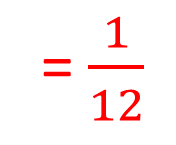 = 1/12